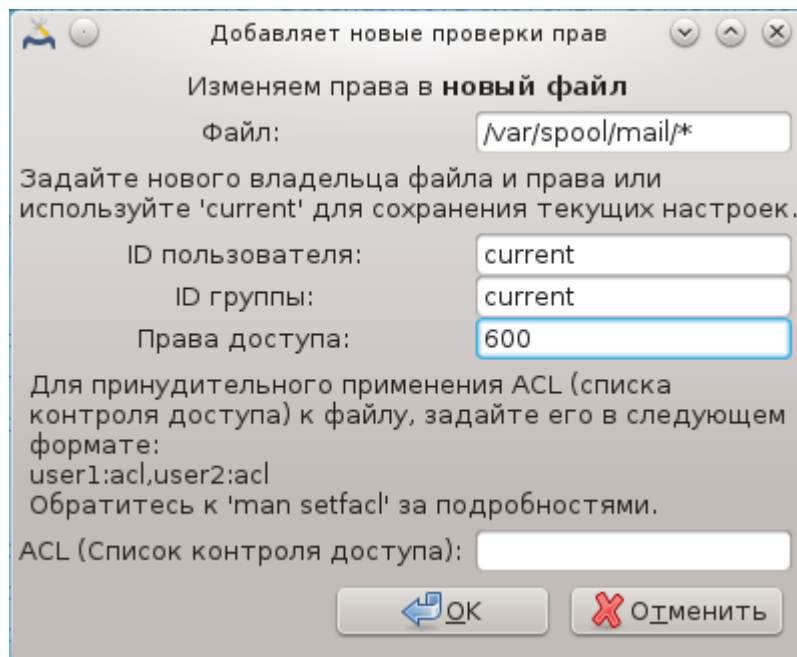 Добавляет новые проверки прав
Изменяем права в новый файл
Файл: /var/spool/mail/*
Задайте нового владельца файла и права или
используйте 'current' для сохранения текущих настроек.
ID пользователя: current
ID группы: current
Права доступа: 600
Для принудительного применения ACL (списка
контроля доступа) к файлу, задайте его в следующем
формате:
user1:acl,user2:acl
Обратитесь к 'man setfacl' за подробностями.
ACL (Список контроля доступа):
OK Отменить